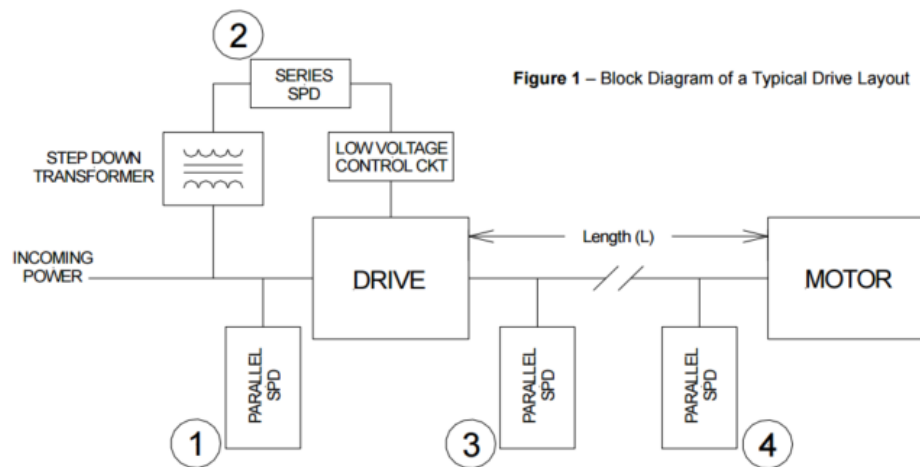 2
SERIES
SPD
Figure 1 – Block Diagram of a Typical Drive Layout
STEP DOWN
TRANSFORMER
LOW VOLTAGE
CONTROL CKT
INCOMING
POWER
DRIVE
Length (L)
MOTOR
PARALLEL
SPD
1
PARALLEL
SPD
3
PARALLEL
SPD
4